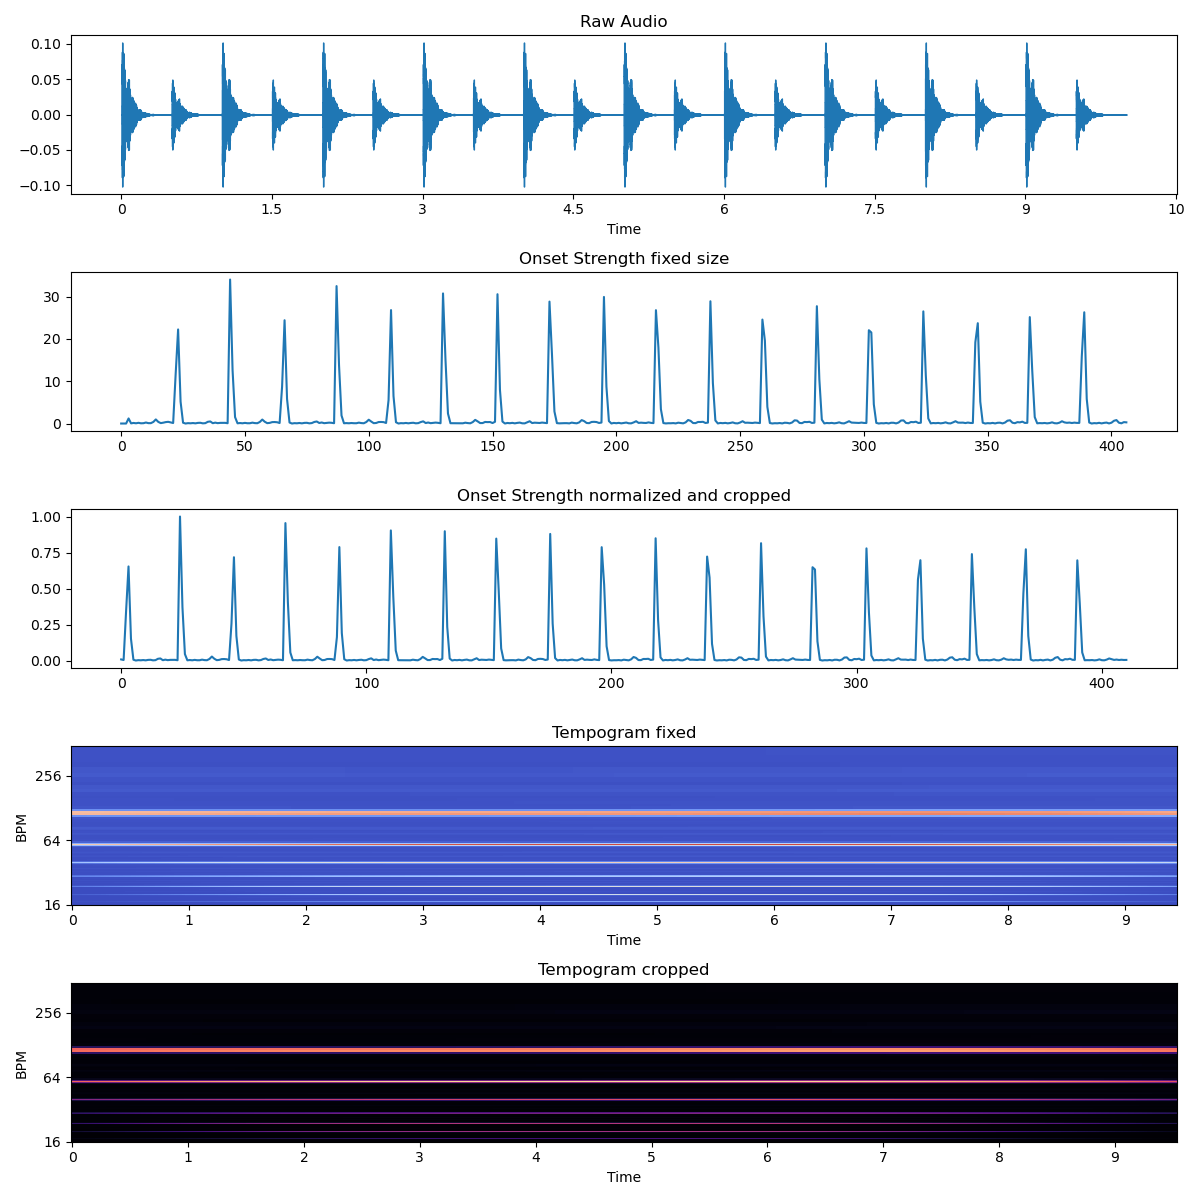 Raw Audio
0.10
0.05
0.00
−0.05
−0.10
0 1.5 3 4.5 6 7.5 9 10
Time
Onset Strength fixed size
30
20
10
0
0 50 100 150 200 250 300 350 400
Onset Strength normalized and cropped
1.00
0.75
0.50
0.25
0.00
0 100 200 300 400
Tempogram fixed
256
64
16
BPM
0 1 2 3 4 5 6 7 8 9
Time
Tempogram cropped
256
64
16
BPM
0 1 2 3 4 5 6 7 8 9
Time